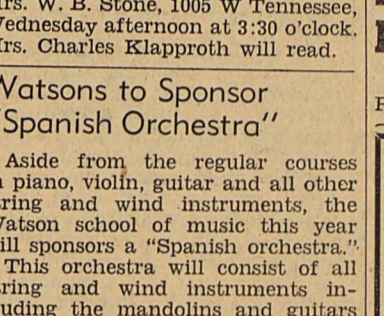 rs. W. B. Stone, 1005 W Tennessee,
Vednesday afternoon at 3:30 o'clock.
rs. Charles Klapproth will read.
Watsons to Sponsor
"Spanish Orchestra"
Aside from the regular courses
piano, violin, guitar and all other
ring and wind instruments, the
Vatson school of music this year
ill sponsors a "Spanish orchestra."
This orchestra will consist of all
ring and wind instruments in-
uding the mandolins and guitars